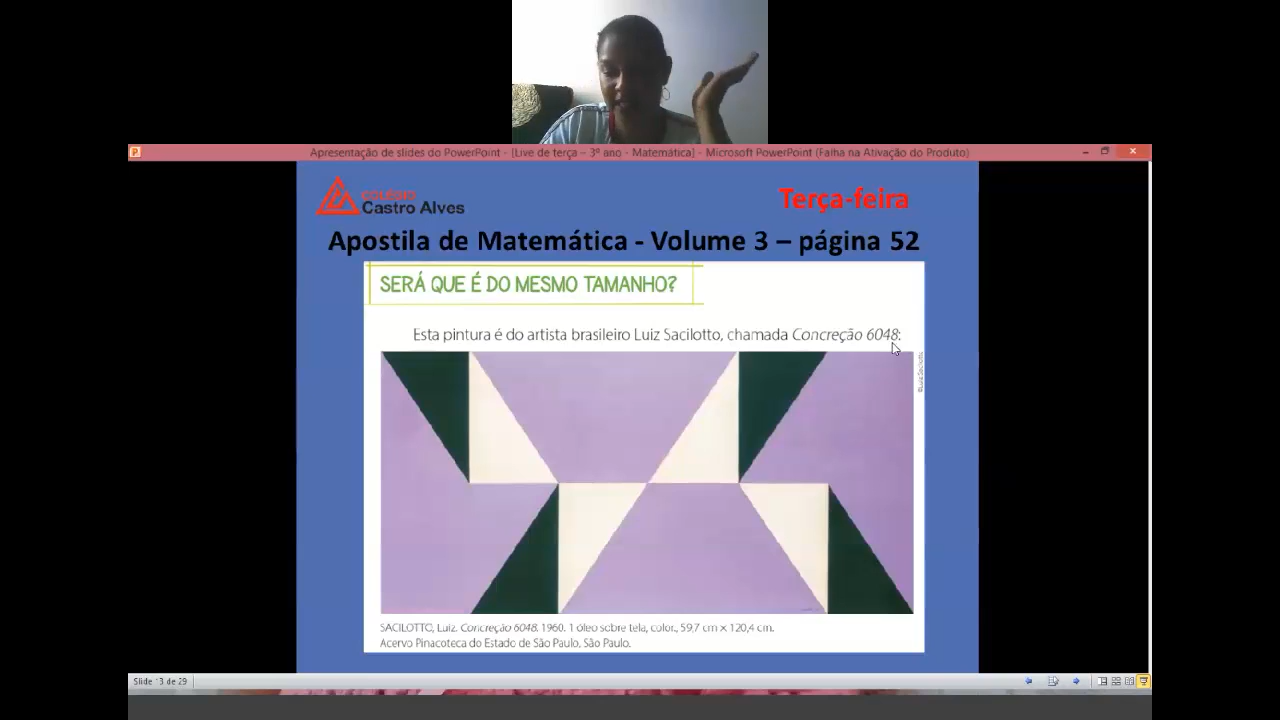 Apresentação de slides do PowerPoint - [Live de terça – 3º ano - Matemática] - Microsoft PowerPoint (Falha na Ativação do Produto)
COLÉGIO
Castro Alves
Terça-feira
Apostila de Matemática - Volume 3 – página 52
SERÁ QUE É DO MESMO TAMANHO?
Esta pintura é do artista brasileiro Luiz Sacilotto, chamada Concreção 6048:
©Luiz Sacilotto
SACILOTTO, Luiz. Concreção 6048. 1960. 1 óleo sobre tela, color., 59,7 cm × 120,4 cm.
Acervo Pinacoteca do Estado de São Paulo, São Paulo.
Slide 13 de 29